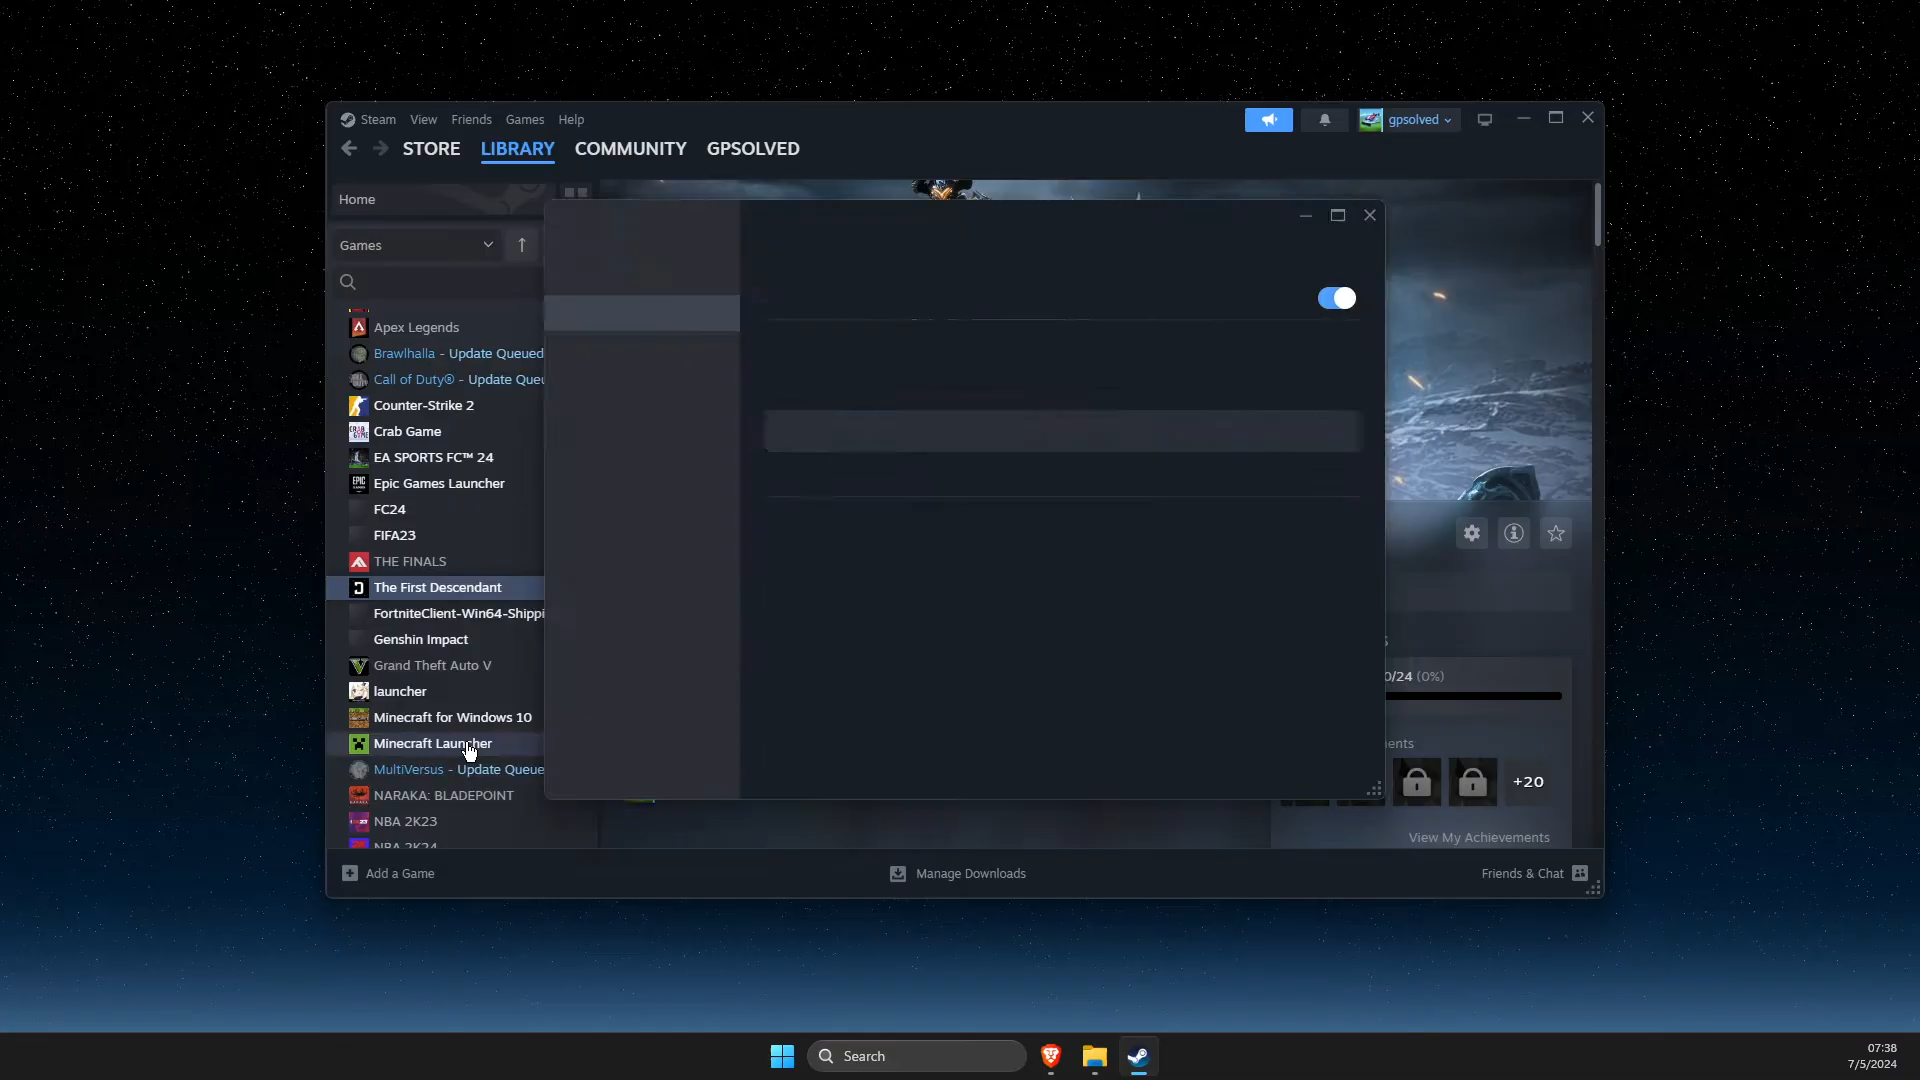 Steam View Friends Games Help
gpsolved
STORE LIBRARY COMMUNITY GPSOLVED
Home
Games
Apex Legends
Brawlhalla - Update Queued
Call of Duty® - Update Queu
Counter-Strike 2
Crab Game
EA SPORTS FC™ 24
Epic Games Launcher
FC24
FIFA23
THE FINALS
The First Descendant
FortniteClient-Win64-Shippi
Genshin Impact
Grand Theft Auto V
launcher
Minecraft for Windows 10
Minecraft Launcher
MultiVersus - Update Queue
NARAKA: BLADEPOINT
NBA 2K23
NBA 2K24
0/24 (0%)
ents
+20
View My Achievements
Add a Game
Manage Downloads
Friends & Chat
Search
07:38
7/5/2024